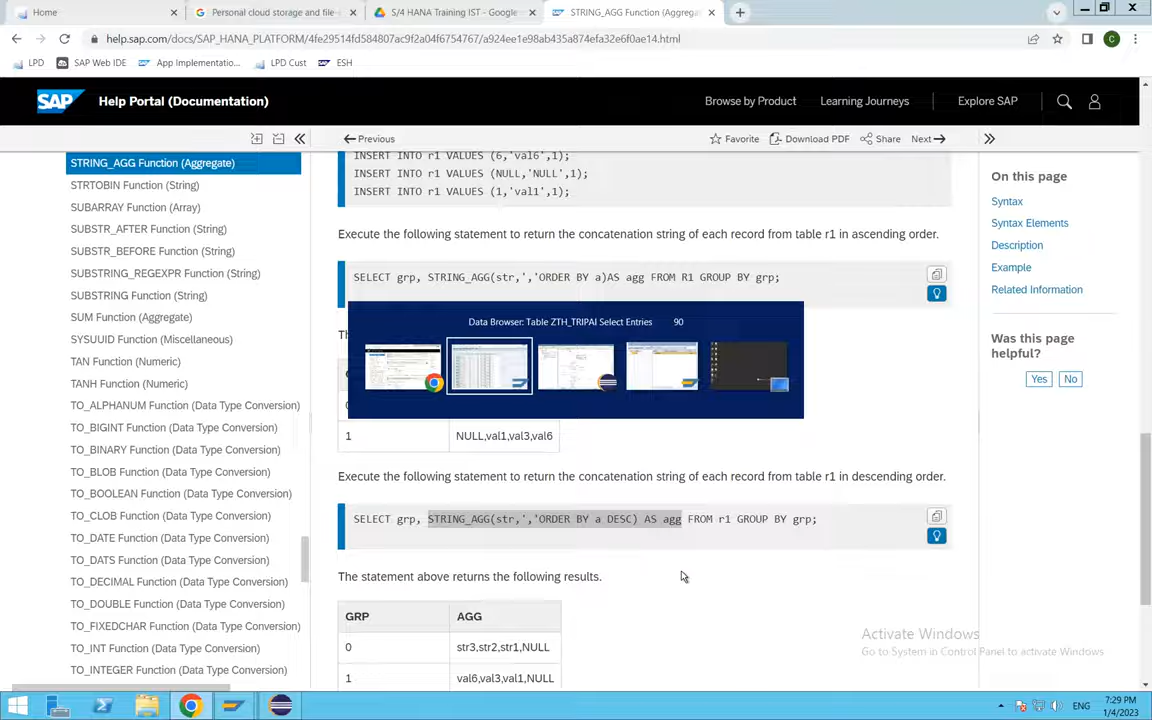 Home
Personal cloud storage and file
S/4 HANA Training IST - Google
STRING_AGG Function (Aggrega
help.sap.com/docs/SAP_HANA_PLATFORM/4fe29514fd584807ac9f2a04f6754767/a924ee1e98ab435a874efa32e6f0ae14.html
C
LPD
SAP Web IDE
App Implementatio...
LPD Cust
ESH
SAP
Help Portal (Documentation)
Browse by Product
Learning Journeys
Explore SAP
Previous
Favorite
Download PDF
Share
Next
STRING_AGG Function (Aggregate)
STRTOBIN Function (String)
SUBARRAY Function (Array)
SUBSTR_AFTER Function (String)
SUBSTR_BEFORE Function (String)
SUBSTRING_REGEXPR Function (String)
SUBSTRING Function (String)
SUM Function (Aggregate)
SYSUUID Function (Miscellaneous)
TAN Function (Numeric)
TANH Function (Numeric)
TO_ALPHANUM Function (Data Type Conversion)
TO_BIGINT Function (Data Type Conversion)
TO_BINARY Function (Data Type Conversion)
TO_BLOB Function (Data Type Conversion)
TO_BOOLEAN Function (Data Type Conversion)
TO_CLOB Function (Data Type Conversion)
TO_DATE Function (Data Type Conversion)
TO_DATS Function (Data Type Conversion)
TO_DECIMAL Function (Data Type Conversion)
TO_DOUBLE Function (Data Type Conversion)
TO_FIXEDCHAR Function (Data Type Conversion)
TO_INT Function (Data Type Conversion)
TO_INTEGER Function (Data Type Conversion)
INSERT INTO r1 VALUES (6,'val6',1);
INSERT INTO r1 VALUES (NULL,'NULL',1);
INSERT INTO r1 VALUES (1,'val1',1);
Execute the following statement to return the concatenation string of each record from table r1 in ascending order.
SELECT grp, STRING_AGG(str,','ORDER BY a)AS agg FROM R1 GROUP BY grp;
Data Browser: Table ZTH_TRIPAI Select Entries 90
1
NULL,val1,val3,val6
Execute the following statement to return the concatenation string of each record from table r1 in descending order.
SELECT grp, STRING_AGG(str,','ORDER BY a DESC) AS agg FROM r1 GROUP BY grp;
The statement above returns the following results.
GRP
AGG
0
str3,str2,str1,NULL
1
val6,val3,val1,NULL
On this page
Syntax
Syntax Elements
Description
Example
Related Information
Was this page
helpful?
Yes
No
Activate Windows
Go to System in Control Panel to activate Windows.
ENG
7:29 PM
1/4/2023